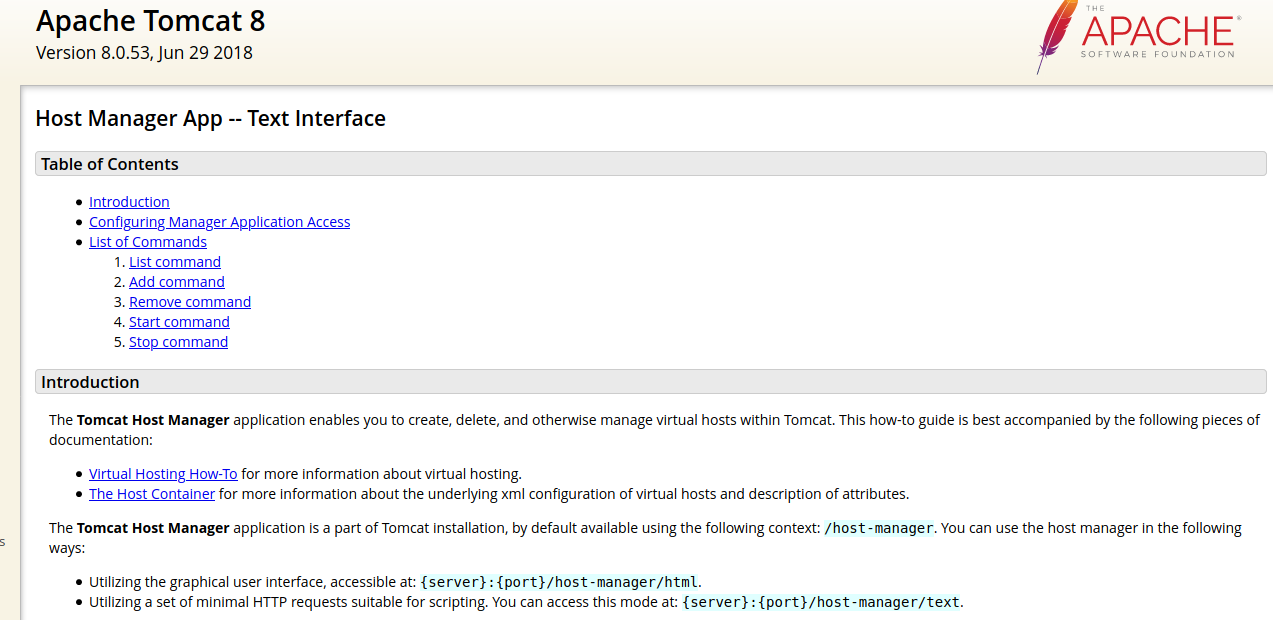 Apache Tomcat 8
Version 8.0.53, Jun 29 2018
THE
APACHE®
SOFTWARE FOUNDATION
Host Manager App -- Text Interface
Table of Contents
• Introduction
• Configuring Manager Application Access
• List of Commands
1. List command
2. Add command
3. Remove command
4. Start command
5. Stop command
Introduction
The Tomcat Host Manager application enables you to create, delete, and otherwise manage virtual hosts within Tomcat. This how-to guide is best accompanied by the following pieces of
documentation:
• Virtual Hosting How-To for more information about virtual hosting.
• The Host Container for more information about the underlying xml configuration of virtual hosts and description of attributes.
The Tomcat Host Manager application is a part of Tomcat installation, by default available using the following context: /host-manager. You can use the host manager in the following
s
ways:
• Utilizing the graphical user interface, accessible at: {server}:{port}/host-manager/html.
• Utilizing a set of minimal HTTP requests suitable for scripting. You can access this mode at: {server}:{port}/host-manager/text.